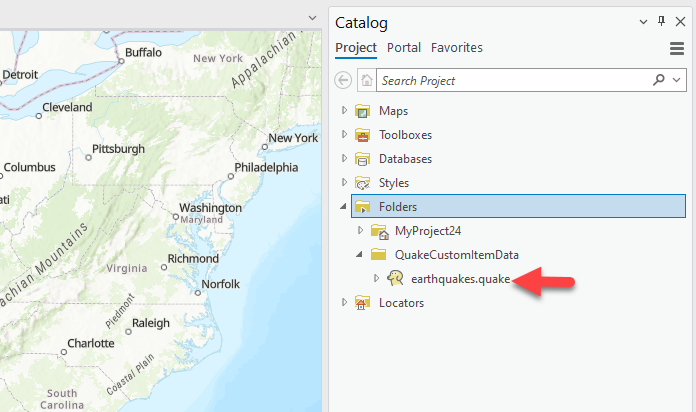 Buffalo
NEW YORK
Detroit
Appalachian
Cleveland
New York
Pittsburgh
Philadelphia
Columbus
Washington
MARYLAND
Appalachian Mountains
VIRGINIA
Richmond
Norfolk
Piedmont
Raleigh
Charlotte
Coastal Plain
SOUTH
CAROLINA
Catalog
Project Portal Favorites
Search Project
Maps
Toolboxes
Databases
Styles
Folders
MyProject24
QuakeCustomItemData
earthquakes.quake
Locators